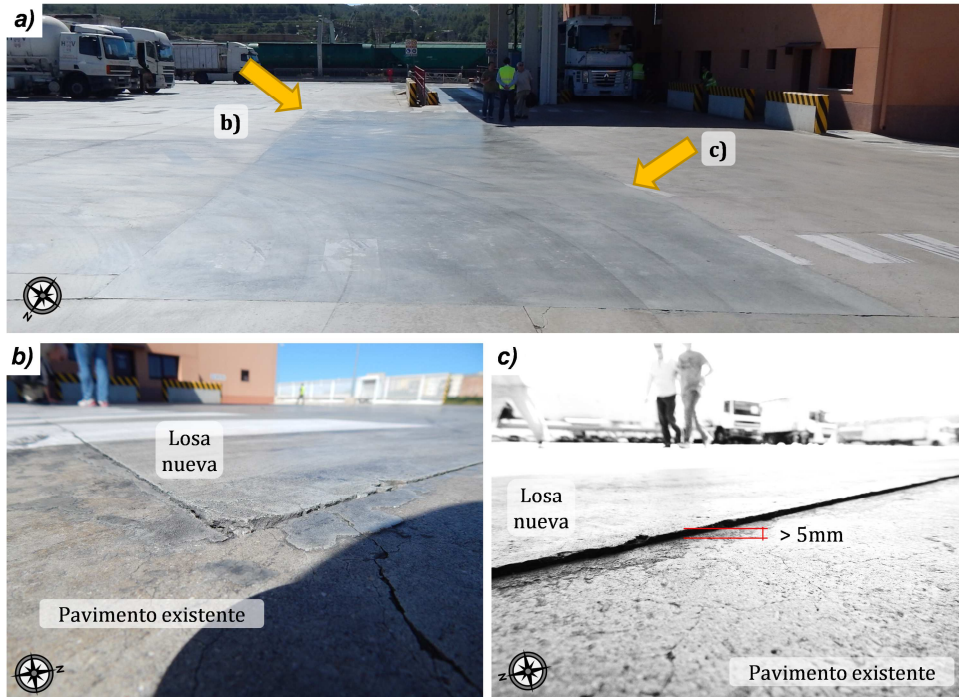 a)
b)
c)
N
b)
Losa
nueva
Pavimento existente
N
c)
Losa
nueva
> 5mm
Pavimento existente
N